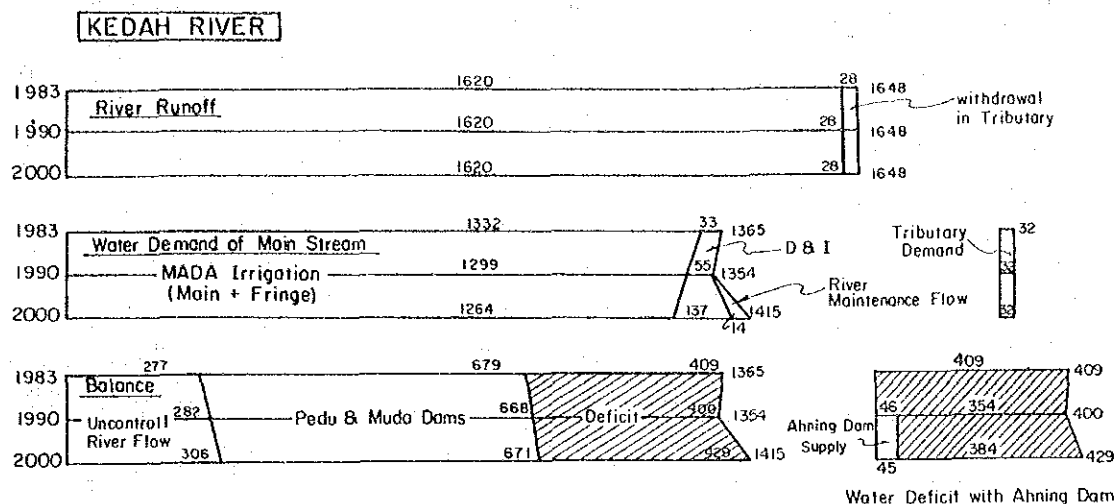 KEDAH RIVER
1983 1620 28 1648
River Runoff
withdrawal
in Tributary
1990 1620 28 1648
2000 1620 28 1648
1983 1332 33 1365 32
Water Demand of Main Stream
D & I
Tributary
Demand
1990 1299 55 1354
MADA Irrigation
(Main + Fringe)
River
Maintenance Flow
2000 1264 137 1415 32
14
1983 277 679 409 1365 409 409
Balance
1990 282 668 400 1354 46 354 400
Uncontroll
River Flow
Pedu & Muda Dams
Deficit
Ahning Dam
Supply
2000 306 671 429 1415 45 384 429
Water Deficit with Ahning Dam